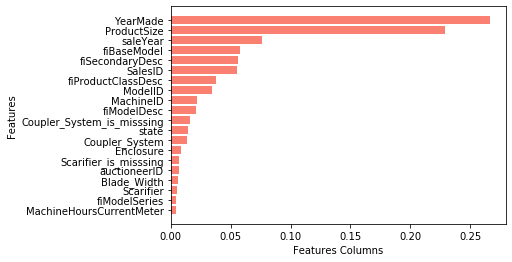 YearMade
ProductSize
saleYear
fiBaseModel
fiSecondaryDesc
SalesID
fiProductClassDesc
ModelID
MachineID
fiModelDesc
Coupler_System_is_misssing
state
Coupler_System
Enclosure
Scarifier_is_misssing
auctioneerID
Blade_Width
Scarifier
fiModelSeries
MachineHoursCurrentMeter
Features
0.00 0.05 0.10 0.15 0.20 0.25
Features Columns